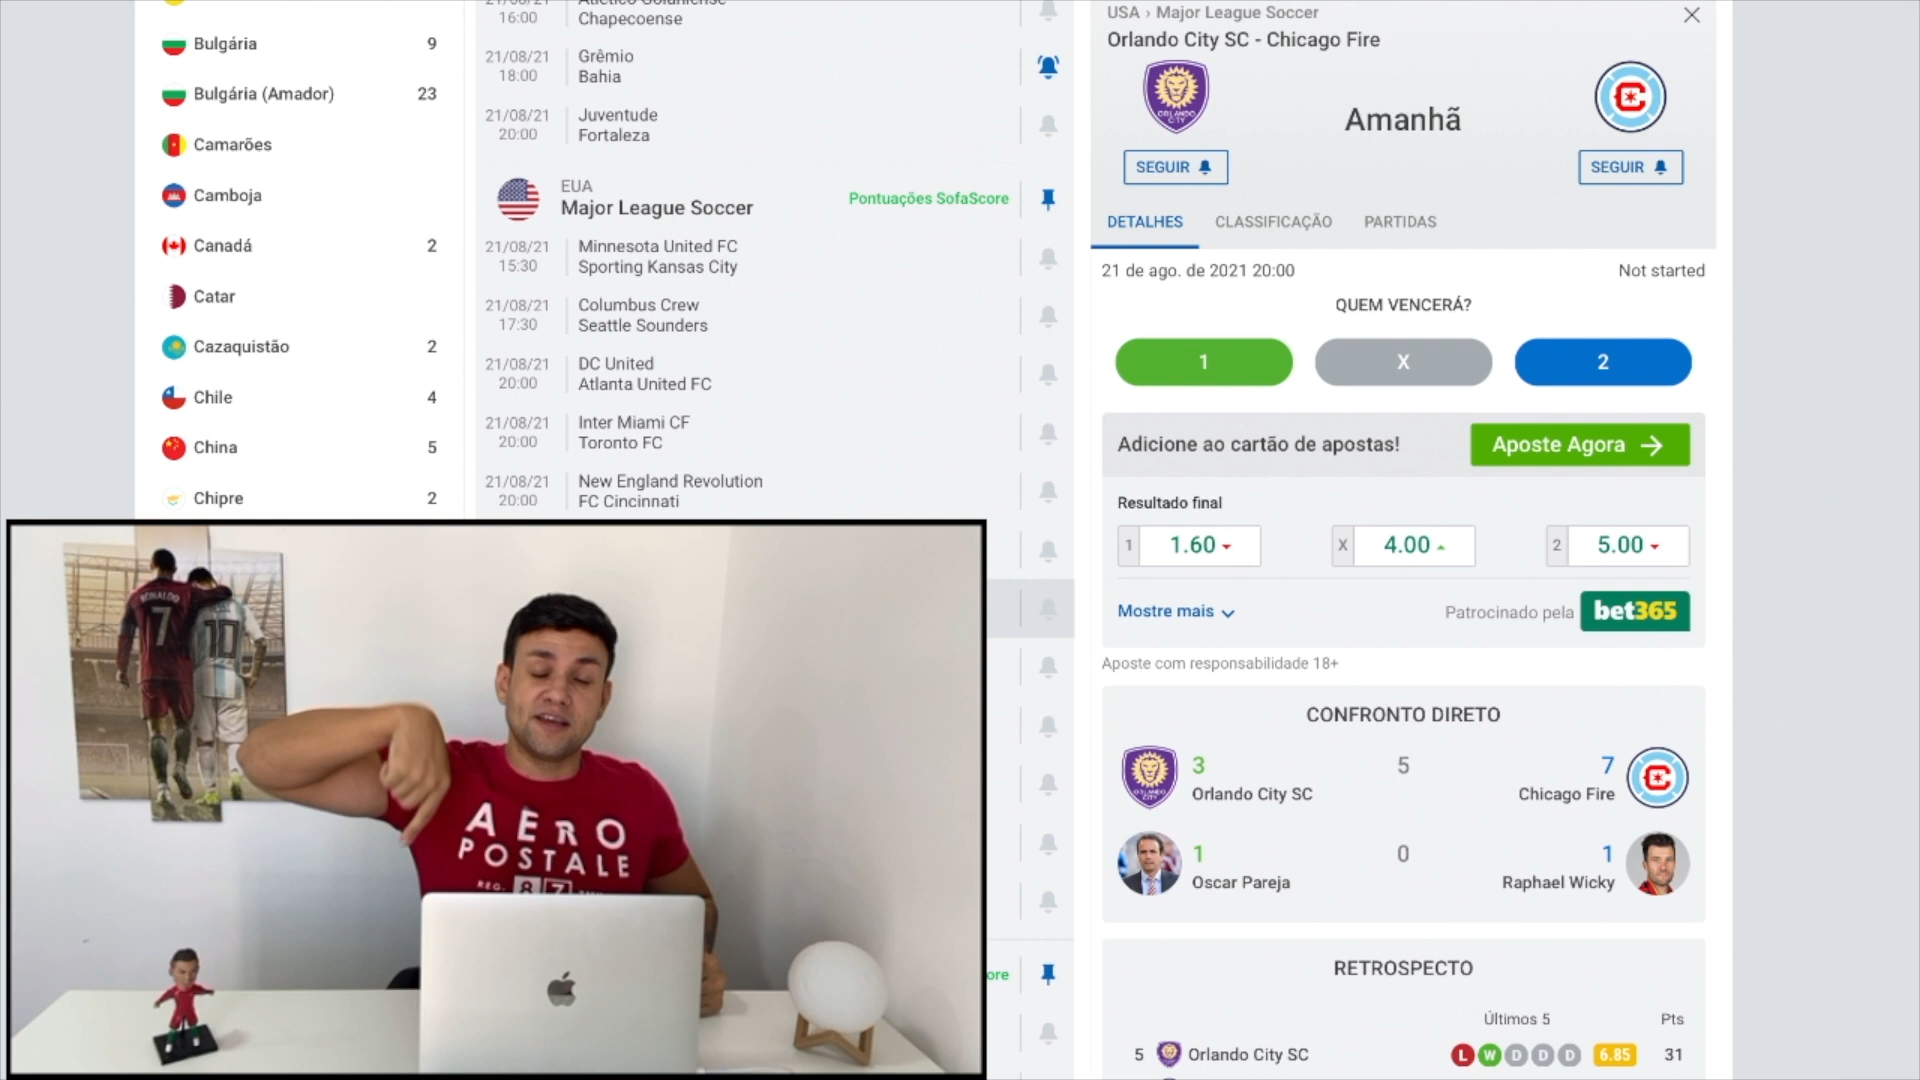 Bulgária 9
Bulgária (Amador) 23
Camarões
Camboja
Canadá 2
Catar
Cazaquistão 2
Chile 4
China 5
Chipre 2
16:00 Chapecoense
21/08/21 Grêmio
18:00 Bahia
21/08/21 Juventude
20:00 Fortaleza
EUA
Major League Soccer Pontuações SofaScore
21/08/21 Minnesota United FC
15:30 Sporting Kansas City
21/08/21 Columbus Crew
17:30 Seattle Sounders
21/08/21 DC United
20:00 Atlanta United FC
21/08/21 Inter Miami CF
20:00 Toronto FC
21/08/21 New England Revolution
20:00 FC Cincinnati
ore
USA › Major League Soccer
Orlando City SC - Chicago Fire
ORLANDO
CITY
Amanhã
SEGUIR SEGUIR
DETALHES CLASSIFICAÇÃO PARTIDAS
21 de ago. de 2021 20:00 Not started
QUEM VENCERÁ?
1 X 2
Adicione ao cartão de apostas! Aposte Agora →
Resultado final
1 1.60 X 4.00 2 5.00
Mostre mais Patrocinado pela bet365
Aposte com responsabilidade 18+
CONFRONTO DIRETO
3 5 7
Orlando City SC Chicago Fire
1 0 1
Oscar Pareja Raphael Wicky
RETROSPECTO
Últimos 5 Pts
5 Orlando City SC L W D D D 6.85 31
RONALDO
7
10
AERO
POSTALE
REG. 87